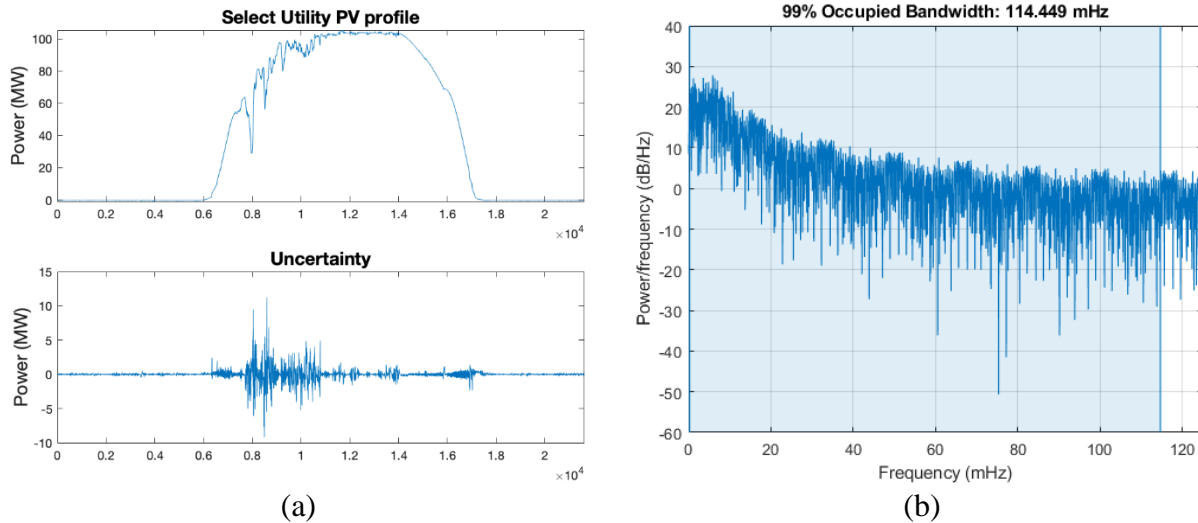 Select Utility PV profile
Power (MW)
100
80
60
40
20
0
0 0.2 0.4 0.6 0.8 1 1.2 1.4 1.6 1.8 2
×10⁴
Uncertainty
Power (MW)
15
10
5
0
-5
-10
0 0.2 0.4 0.6 0.8 1 1.2 1.4 1.6 1.8 2
×10⁴
(a)
99% Occupied Bandwidth: 114.449 mHz
Power/frequency (dB/Hz)
40
30
20
10
0
-10
-20
-30
-40
-50
-60
0 20 40 60 80 100 120
Frequency (mHz)
(b)